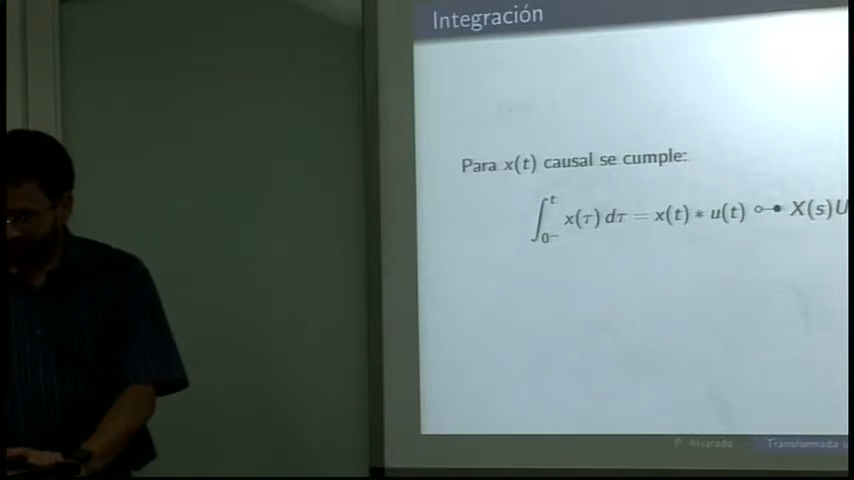 Integración
Para x(t) causal se cumple:
∫₀₋ᵗ x(τ) dτ = x(t) * u(t) ○─● X(s)U
P. Alvarado
Transformada u